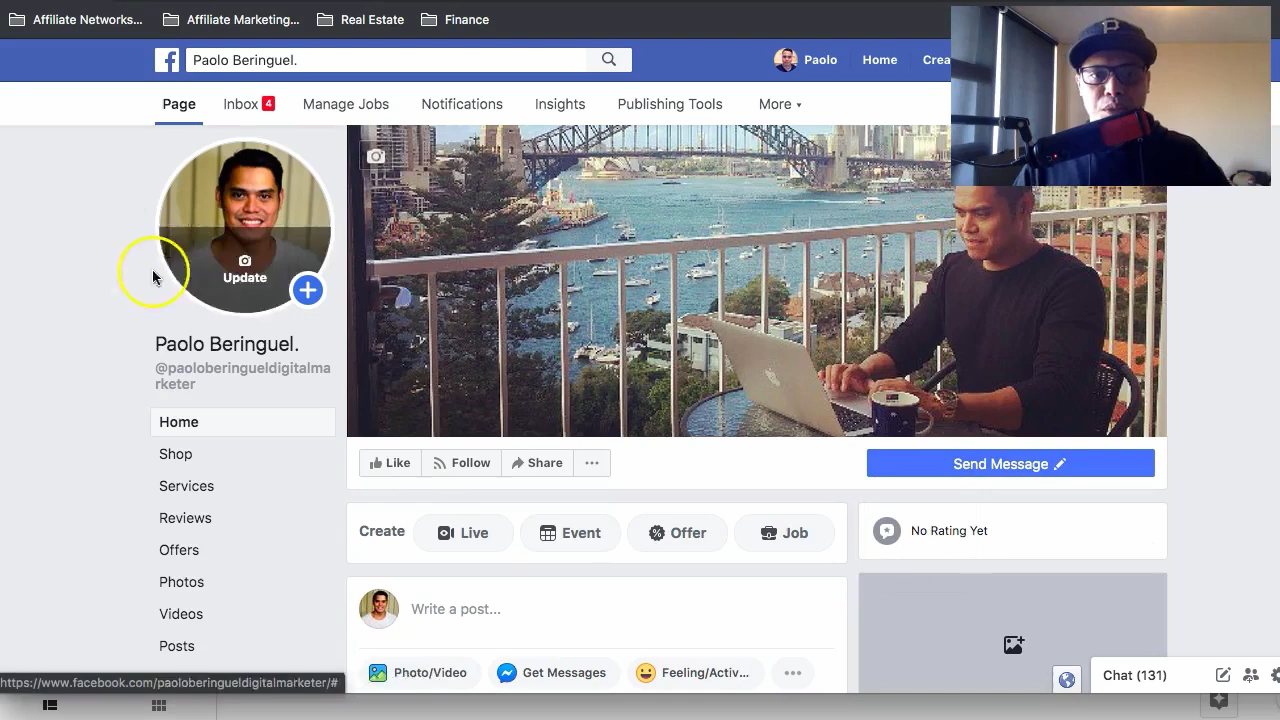 Affiliate Networks... Affiliate Marketing... Real Estate Finance
f Paolo Beringuel. Paolo Home Crea
Page Inbox 4 Manage Jobs Notifications Insights Publishing Tools More
P
Update
Paolo Beringuel.
@paoloberingueldigitalma
rketer
Home
Shop
Services
Reviews
Offers
Photos
Videos
Posts
Like Follow Share ... Send Message
Create Live Event Offer Job
No Rating Yet
Write a post...
Photo/Video Get Messages Feeling/Activ... ...
https://www.facebook.com/paoloberingueldigitalmarketer/#
Chat (131)